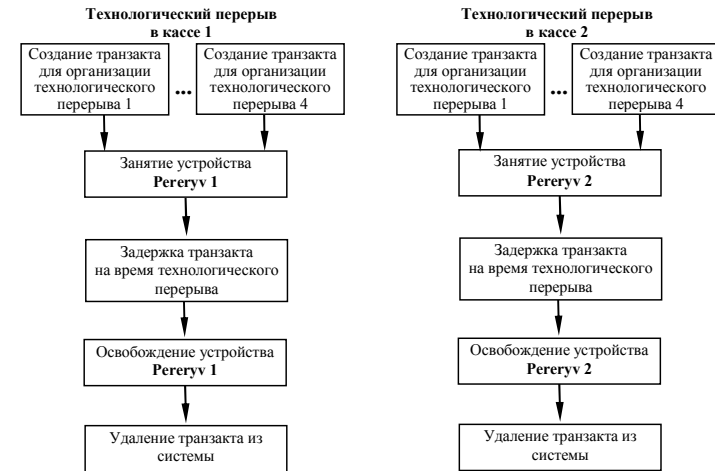 Технологический перерыв
в кассе 1
Создание транзакта
для организации
технологического
перерыва 1
...
Создание транзакта
для организации
технологического
перерыва 4
Занятие устройства
Pereryv 1
Задержка транзакта
на время технологического
перерыва
Освобождение устройства
Pereryv 1
Удаление транзакта из
системы
Технологический перерыв
в кассе 2
Создание транзакта
для организации
технологического
перерыва 1
...
Создание транзакта
для организации
технологического
перерыва 4
Занятие устройства
Pereryv 2
Задержка транзакта
на время технологического
перерыва
Освобождение устройства
Pereryv 2
Удаление транзакта из
системы